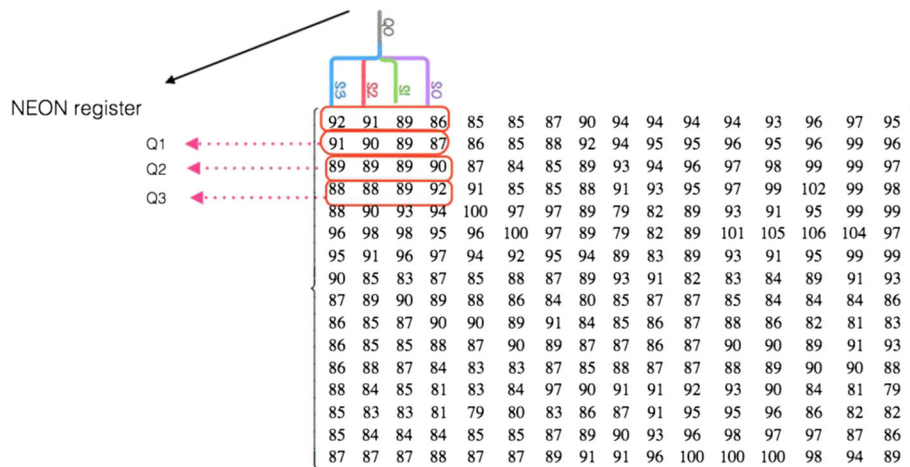 Q0
NEON register
S3 S2 S1 S0
92 91 89 86 85 85 87 90 94 94 94 94 93 96 97 95
Q1 91 90 89 87 86 85 88 92 94 95 95 96 95 96 99 96
Q2 89 89 89 90 87 84 85 89 93 94 96 97 98 99 99 97
Q3 88 88 89 92 91 85 85 88 91 93 95 97 99 102 99 98
88 90 93 94 100 97 97 89 79 82 89 93 91 95 99 99
96 98 98 95 96 100 97 89 79 82 89 101 105 106 104 97
95 91 96 97 94 92 95 94 89 83 89 93 91 95 99 99
90 85 83 87 85 88 87 89 93 91 82 83 84 89 91 93
87 89 90 89 88 86 84 80 85 87 87 85 84 84 84 86
86 85 87 90 90 89 91 84 85 86 87 88 86 82 81 83
86 85 85 88 87 90 89 87 87 86 87 90 90 89 91 93
86 88 87 84 83 83 87 85 88 87 87 88 89 90 90 88
88 84 85 81 83 84 97 90 91 91 92 93 90 84 81 79
85 83 83 81 79 80 83 86 87 91 95 95 96 86 82 82
85 84 84 84 85 85 87 89 90 93 96 98 97 97 87 86
87 87 87 88 87 87 89 91 91 96 100 100 100 98 94 89